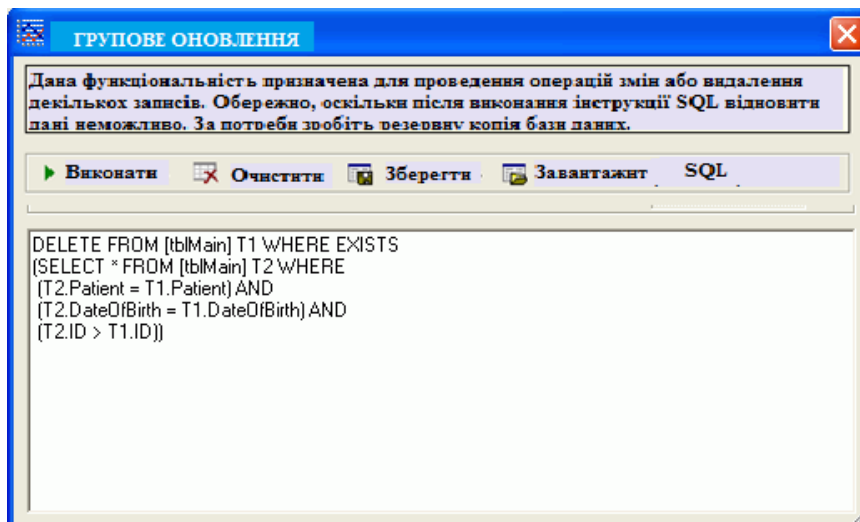 ГРУПОВЕ ОНОВЛЕННЯ
Дана функціональність призначена для проведення операцій змін або видалення
декількох записів. Обережно, оскільки після виконання інструкції SQL відновити
дані неможливо. За потреби зробіть резервну копія бази даних.
Виконати Очистити Зберегти Завантажит SQL
DELETE FROM [tblMain] T1 WHERE EXISTS
(SELECT * FROM [tblMain] T2 WHERE
(T2.Patient = T1.Patient) AND
(T2.DateOfBirth = T1.DateOfBirth) AND
(T2.ID > T1.ID))